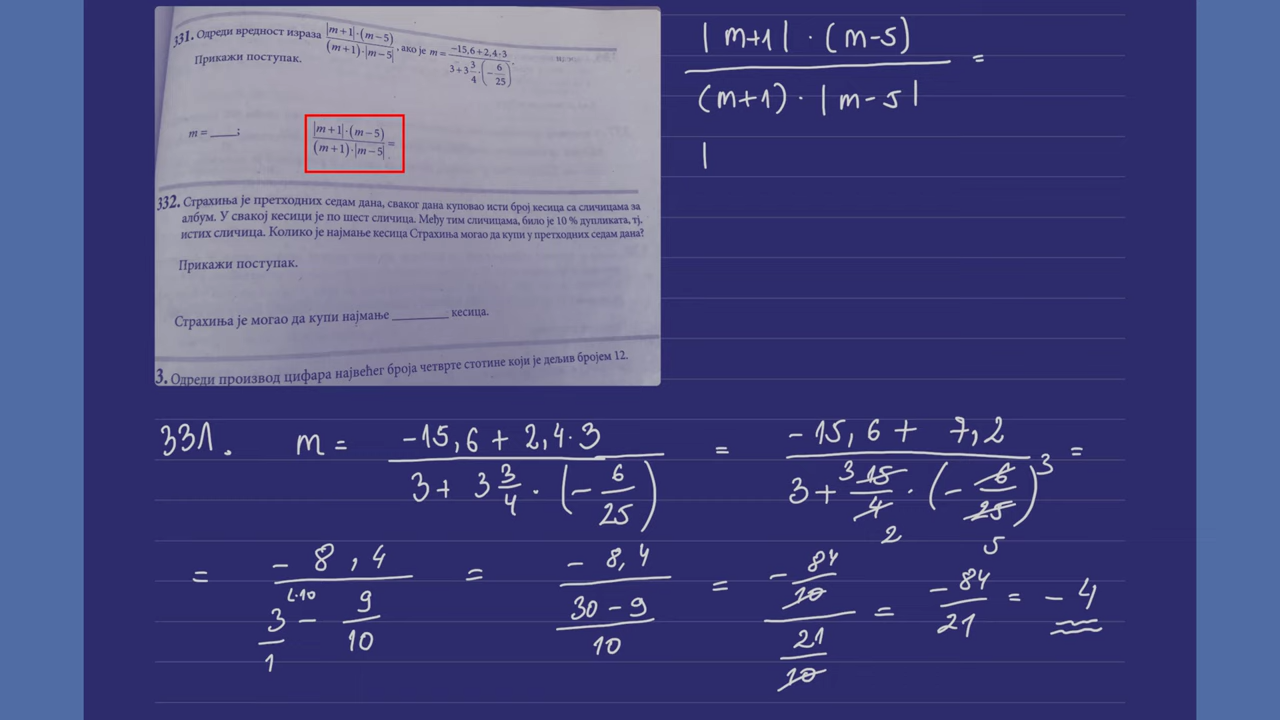 331. Одреди вредност израза |m+1|·(m−5) / (m+1)·|m−5|, ако је m = −15,6+2,4·3 / 3+3 3/4·(−6/25).
Прикажи поступак.
m = ____; |m+1|·(m−5) / (m+1)·|m−5| =
332. Страхиња је претходних седам дана, сваког дана куповао исти број кесица са сличицама за
албум. У свакој кесици је по шест сличица. Међу тим сличицама, било је 10 % дупликата, тј.
истих сличица. Колико је најмање кесица Страхиња могао да купи у претходних седам дана?
Прикажи поступак.
Страхиња је могао да купи најмање ________ кесица.
3. Одреди производ цифара највећег броја четврте стотине који је дељив бројем 12.
|m+1| · (m-5) / (m+1) · |m-5| =
|
331. m = -15,6 + 2,4·3 / 3+ 3 3/4 · (- 6/25) = -15,6 + 7,2 / 3 + 3 15/4 2 · (- 6/25)3 5 =
= -8,4 / 3/1 (·10 - 9/10 = -8,4 / 30-9/10 = - 84/10 / 21/10 = -84/21 = -4